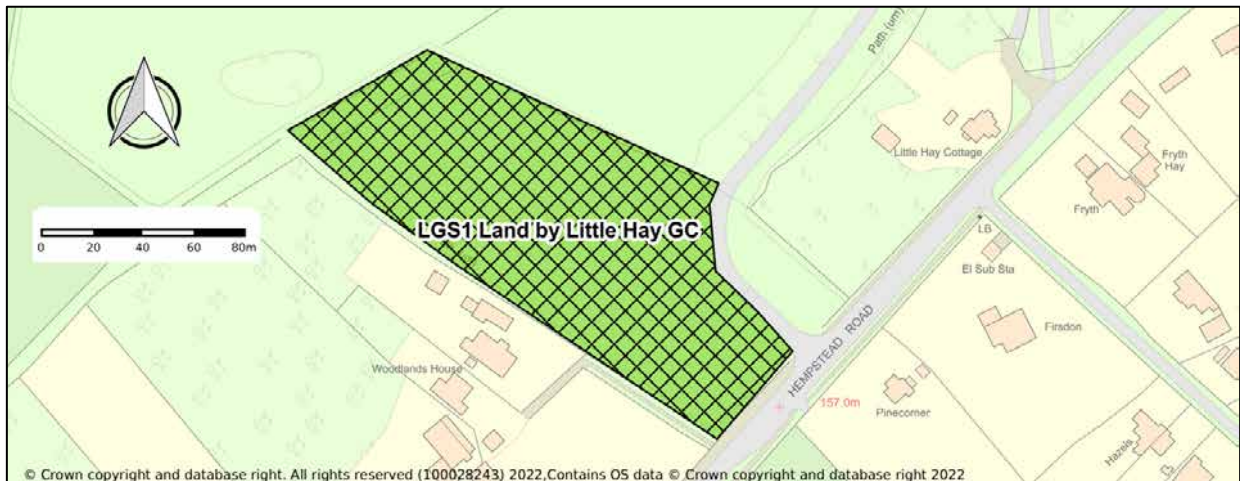 Path (um)
Little Hay Cottage
Fryth
Hay
Fryth
LGS1 Land by Little Hay GC
0 20 40 60 80m
LB
El Sub Sta
HEMPSTEAD ROAD
Firsdon
Woodlands House
157.0m
Pinecorner
Hazels
© Crown copyright and database right. All rights reserved (100028243) 2022,Contains OS data © Crown copyright and database right 2022